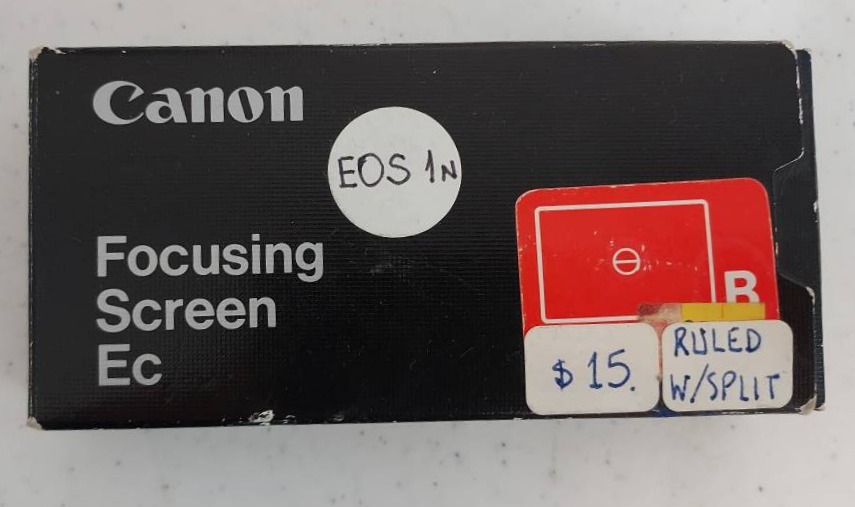 Canon
EOS 1N
Focusing
Screen
Ec
B
$ 15.
RULED
W/SPLIT